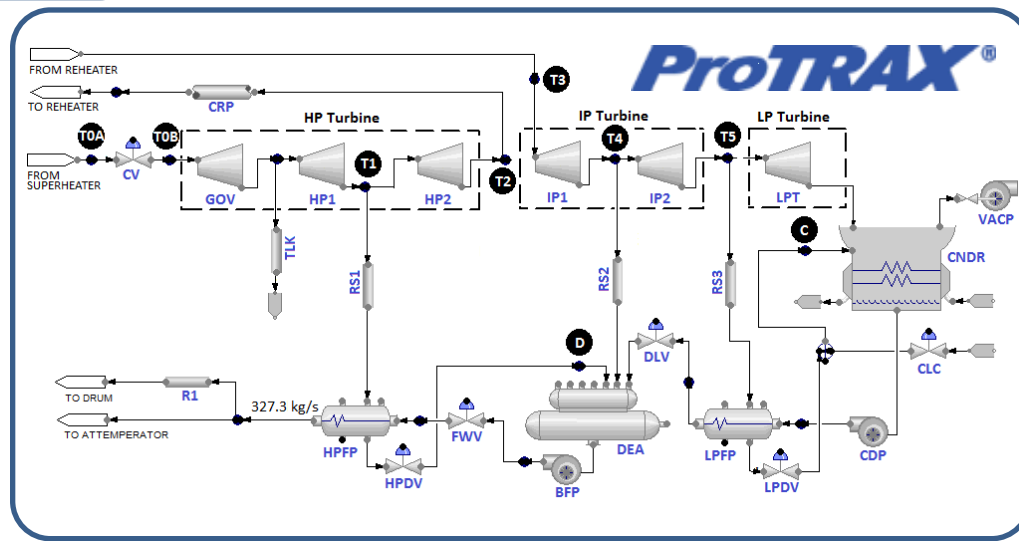 ProTRAX®
FROM REHEATER
T3
TO REHEATER
CRP
HP Turbine
IP Turbine
LP Turbine
T0A
T0B
T1
T2
T4
T5
FROM
SUPERHEATER
CV
GOV
HP1
HP2
IP1
IP2
LPT
VACP
C
CNDR
TLK
RS1
RS2
RS3
D
DLV
CLC
TO DRUM
R1
327.3 kg/s
TO ATTEMPERATOR
HPFP
FWV
DEA
LPFP
CDP
HPDV
BFP
LPDV